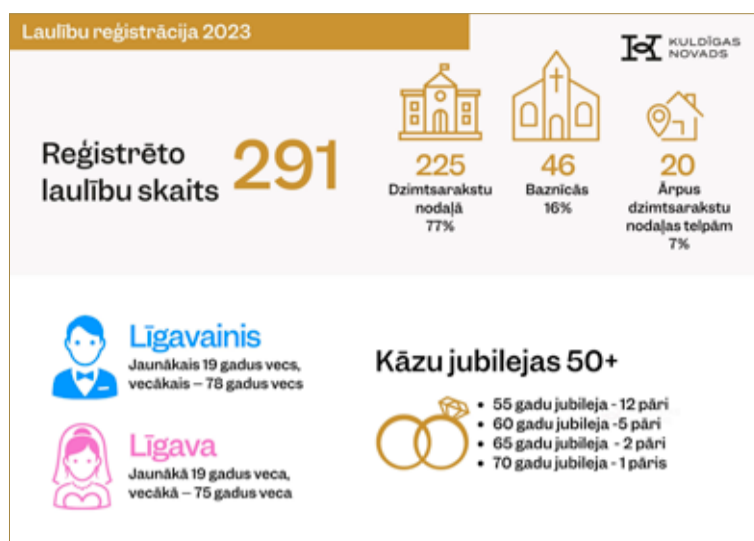 Laulību reģistrācija 2023
KULDĪGAS
NOVADS
Reģistrēto
laulību skaits
291
225
Dzimtsarakstu
nodaļā
77%
46
Baznīcās
16%
20
Ārpus
dzimtsarakstu
nodaļas telpām
7%
Līgavainis
Jaunākais 19 gadus vecs,
vecākais – 78 gadus vecs
Līgava
Jaunākā 19 gadus veca,
vecākā – 75 gadus veca
Kāzu jubilejas 50+
• 55 gadu jubileja - 12 pāri
• 60 gadu jubileja -5 pāri
• 65 gadu jubileja - 2 pāri
• 70 gadu jubileja - 1 pāris